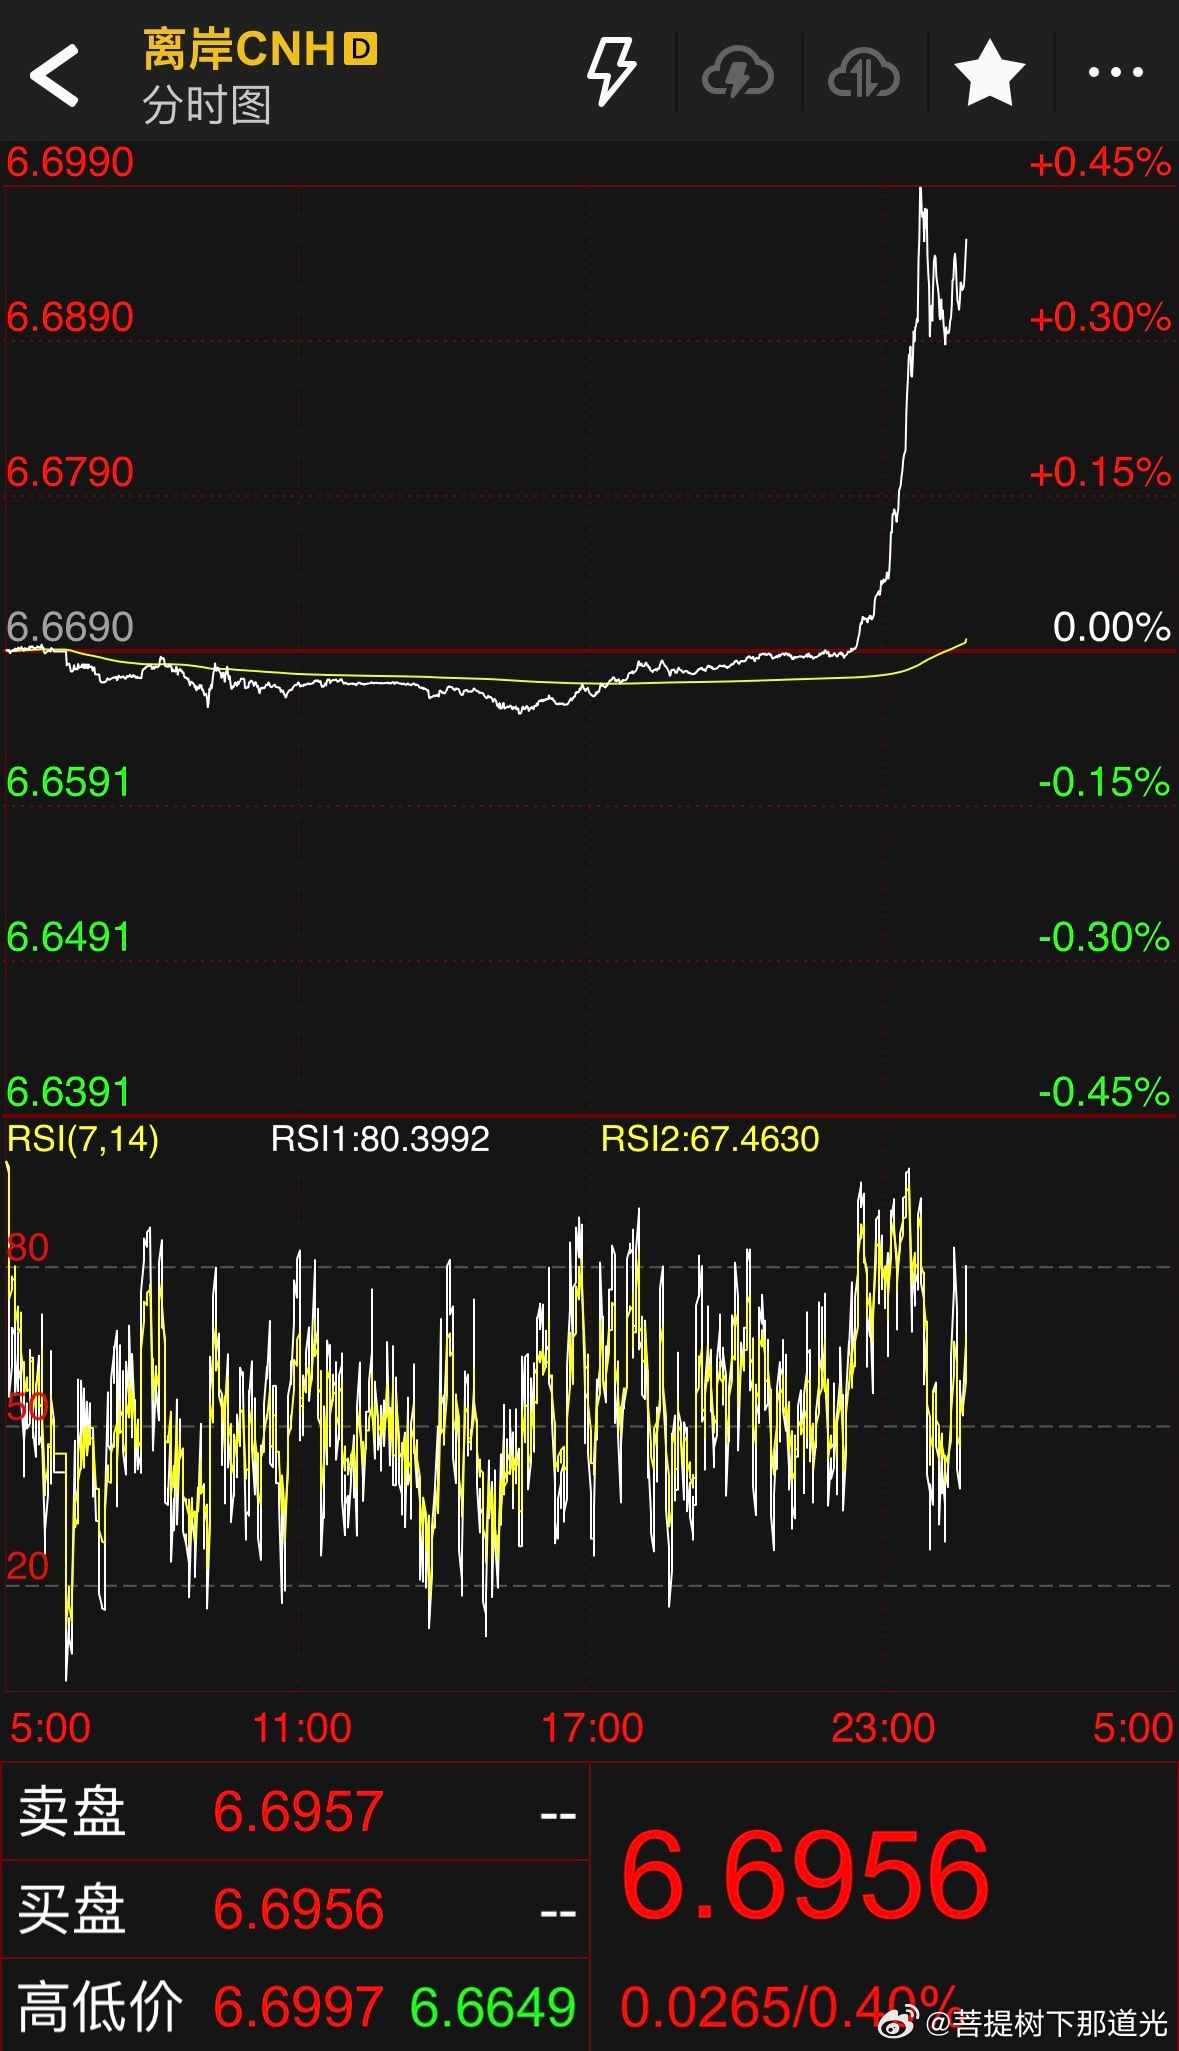 离岸CNH D
分时图
6.6990 +0.45%
6.6890 +0.30%
6.6790 +0.15%
6.6690 0.00%
6.6591 -0.15%
6.6491 -0.30%
6.6391 -0.45%
RSI(7,14) RSI1:80.3992 RSI2:67.4630
80
50
20
5:00 11:00 17:00 23:00 5:00
卖盘 6.6957 --
买盘 6.6956 --
高低价 6.6997 6.6649
6.6956
0.0265/0.40%
@菩提树下那道光